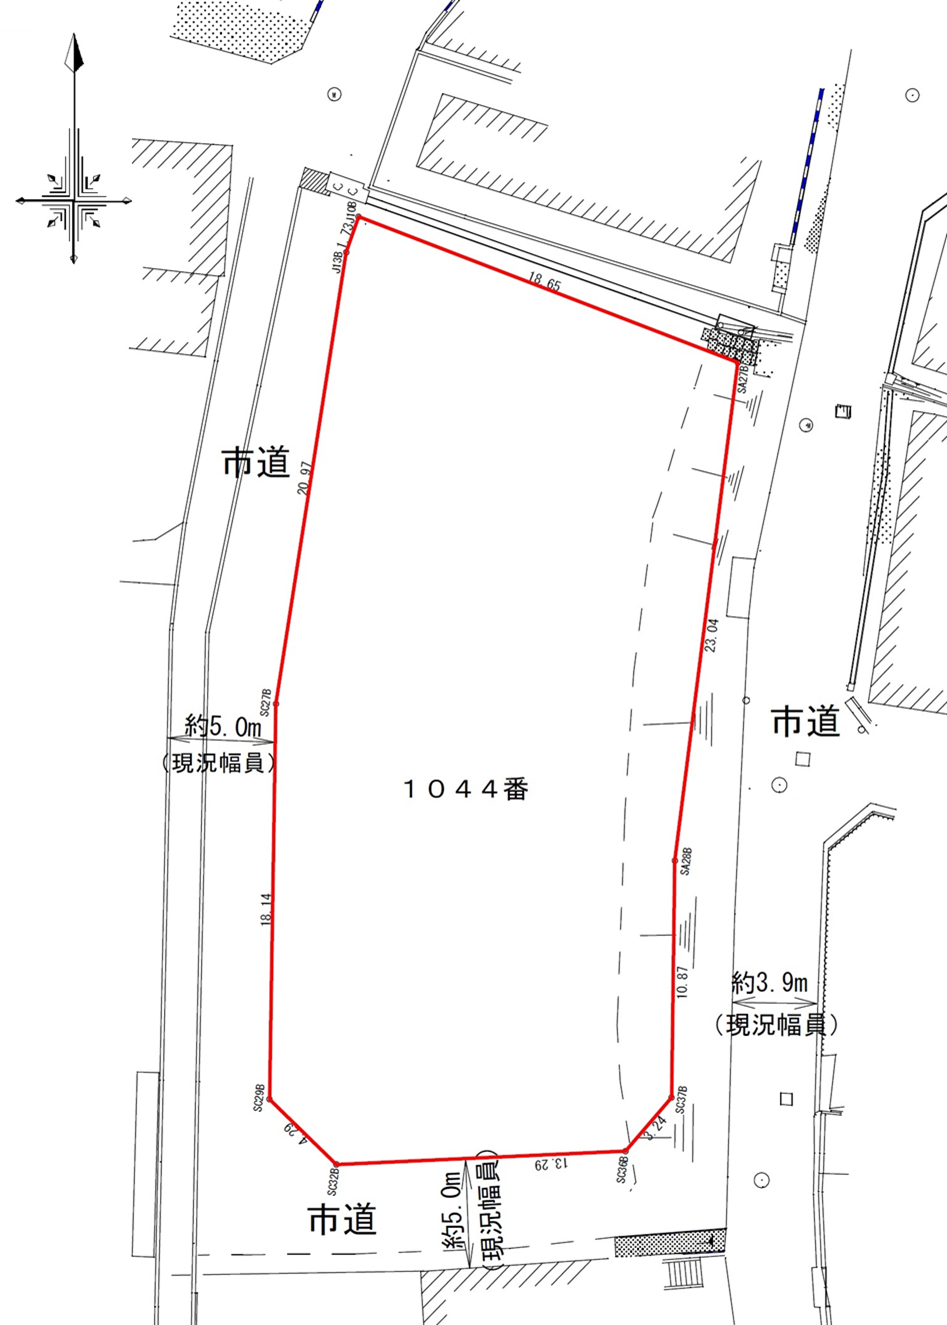 J10B
1.73
J13B
18.65
SA27B
市道
20.97
23.04
SC27B
約5.0m
(現況幅員)
市道
1044番
SA28B
18.14
10.87
約3.9m
(現況幅員)
SC29B
SC37B
4.29
3.24
SC32B
13.29
SC36B
市道
約5.0m
(現況幅員)